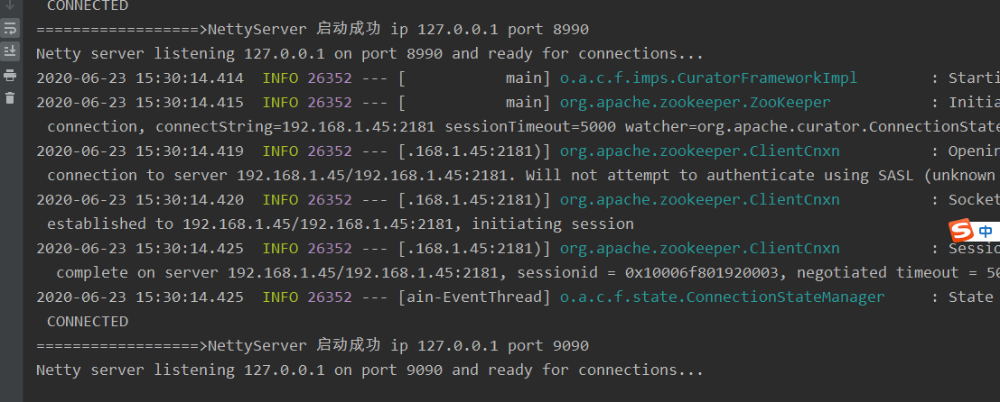 CONNECTED
==================>NettyServer 启动成功 ip 127.0.0.1 port 8990
Netty server listening 127.0.0.1 on port 8990 and ready for connections...
2020-06-23 15:30:14.414  INFO 26352 --- [           main] o.a.c.f.imps.CuratorFrameworkImpl        : Starti
2020-06-23 15:30:14.415  INFO 26352 --- [           main] org.apache.zookeeper.ZooKeeper           : Initia
connection, connectString=192.168.1.45:2181 sessionTimeout=5000 watcher=org.apache.curator.ConnectionState
2020-06-23 15:30:14.419  INFO 26352 --- [.168.1.45:2181)] org.apache.zookeeper.ClientCnxn          : Openin
connection to server 192.168.1.45/192.168.1.45:2181. Will not attempt to authenticate using SASL (unknown
2020-06-23 15:30:14.420  INFO 26352 --- [.168.1.45:2181)] org.apache.zookeeper.ClientCnxn          : Socket
established to 192.168.1.45/192.168.1.45:2181, initiating session
2020-06-23 15:30:14.425  INFO 26352 --- [.168.1.45:2181)] org.apache.zookeeper.ClientCnxn          : Sessio
complete on server 192.168.1.45/192.168.1.45:2181, sessionid = 0x10006f801920003, negotiated timeout = 50
2020-06-23 15:30:14.425  INFO 26352 --- [ain-EventThread] o.a.c.f.state.ConnectionStateManager     : State
CONNECTED
==================>NettyServer 启动成功 ip 127.0.0.1 port 9090
Netty server listening 127.0.0.1 on port 9090 and ready for connections...
S 中